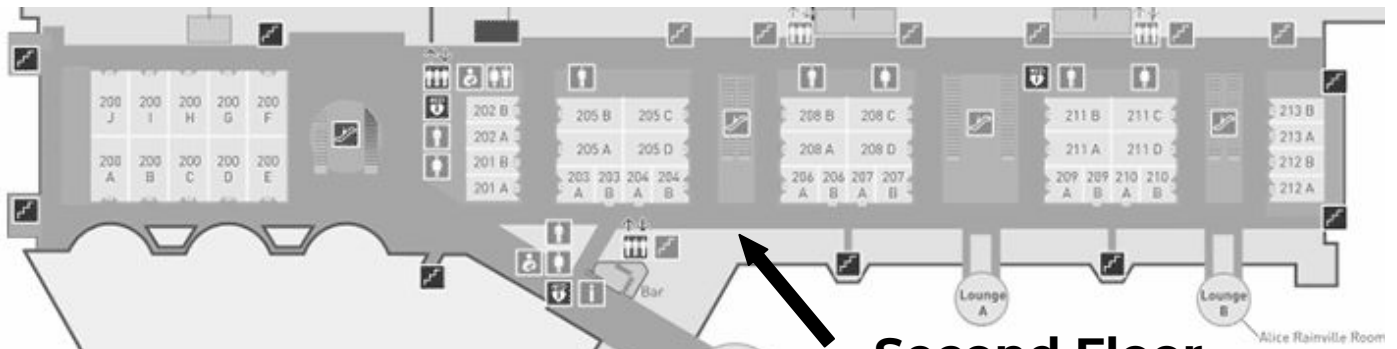 200 J
200 I
200 H
200 G
200 F
200 A
200 B
200 C
200 D
200 E
202 B
202 A
201 B
201 A
205 B
205 C
205 A
205 D
203 A
203 B
204 A
204 B
208 B
208 C
208 A
208 D
206 A
206 B
207 A
207 B
211 B
211 C
211 A
211 D
209 A
209 B
210 A
210 B
213 B
213 A
212 B
212 A
Bar
Lounge A
Lounge B
Alice Rainville Room
Second Floor